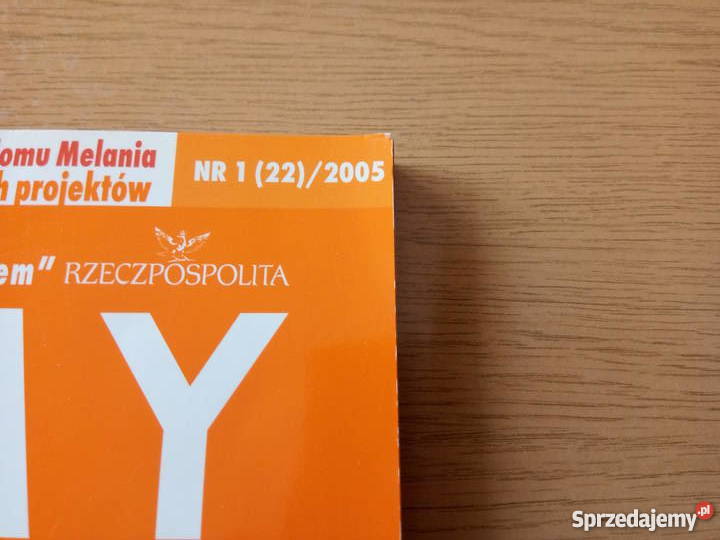 omu Melania
h projektów
NR 1 (22)/2005
em" RZECZPOSPOLITA
Y
Sprzedajemy.pl